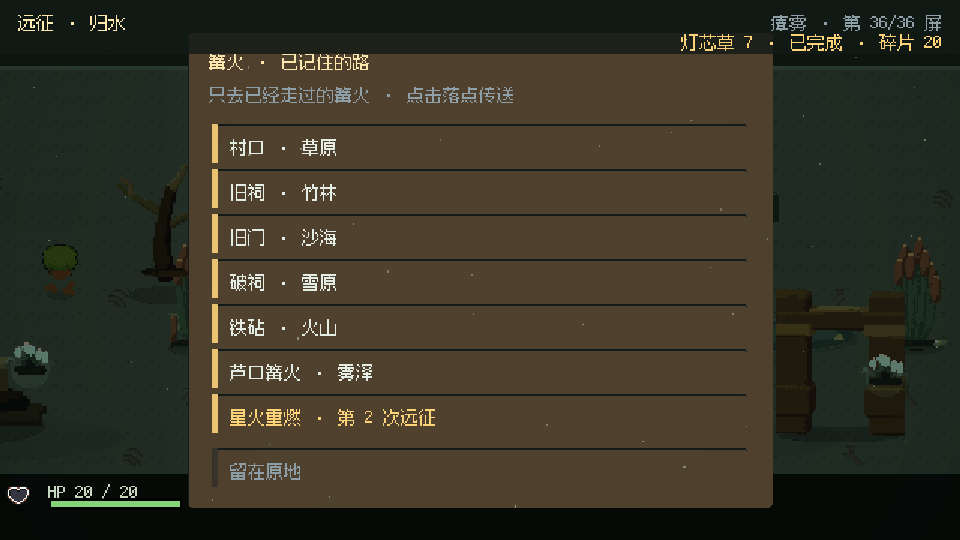 远征 · 归水
瘴雾 · 第 36/36 屏
灯芯草 7 · 已完成 · 碎片 20
篝火 · 已记住的路
只去已经走过的篝火 · 点击落点传送
村口 · 草原
旧祠 · 竹林
旧门 · 沙海
破祠 · 雪原
铁砧 · 火山
芦口篝火 · 雾泽
星火重燃 · 第 2 次远征
留在原地
HP 20 / 20